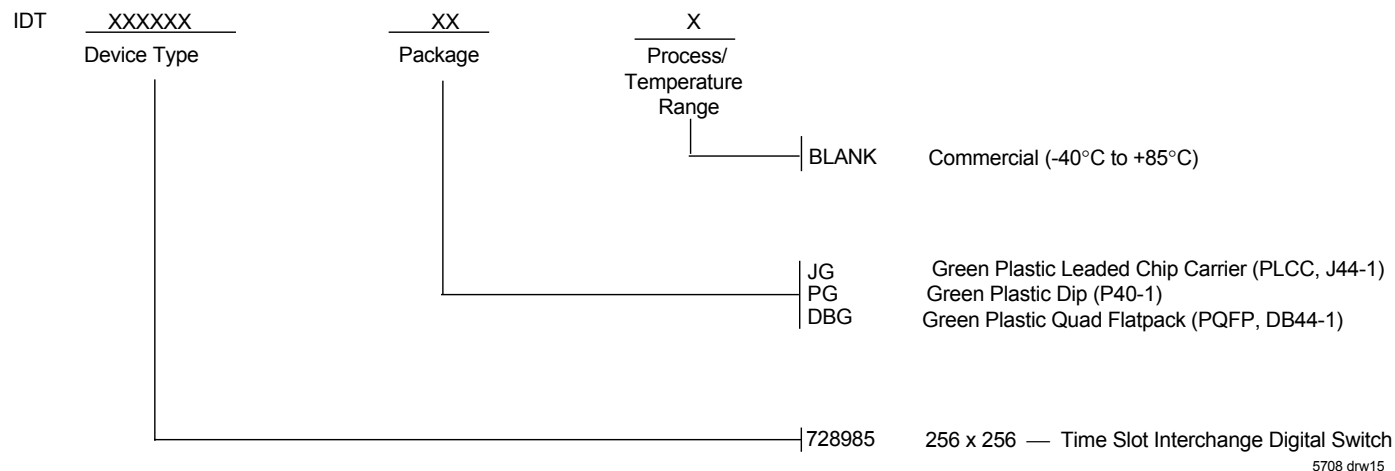 IDT XXXXXX XX X
Device Type Package Process/
Temperature
Range
BLANK Commercial (-40°C to +85°C)
JG Green Plastic Leaded Chip Carrier (PLCC, J44-1)
PG Green Plastic Dip (P40-1)
DBG Green Plastic Quad Flatpack (PQFP, DB44-1)
728985 256 x 256 — Time Slot Interchange Digital Switch
5708 drw15